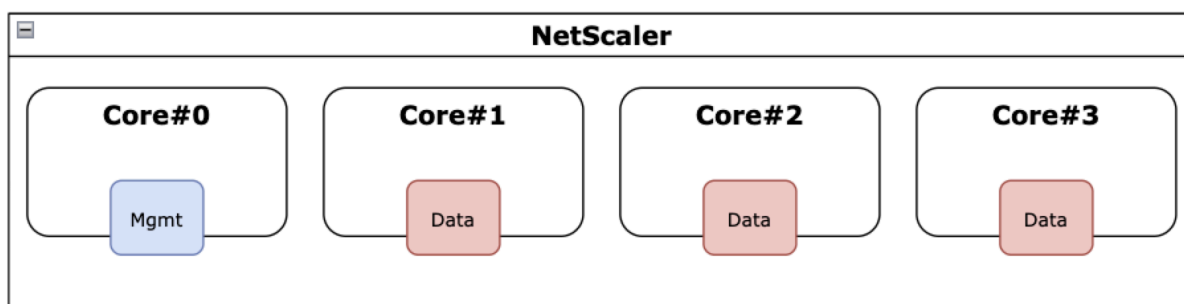 NetScaler
Core#0 Core#1 Core#2 Core#3
Mgmt Data Data Data